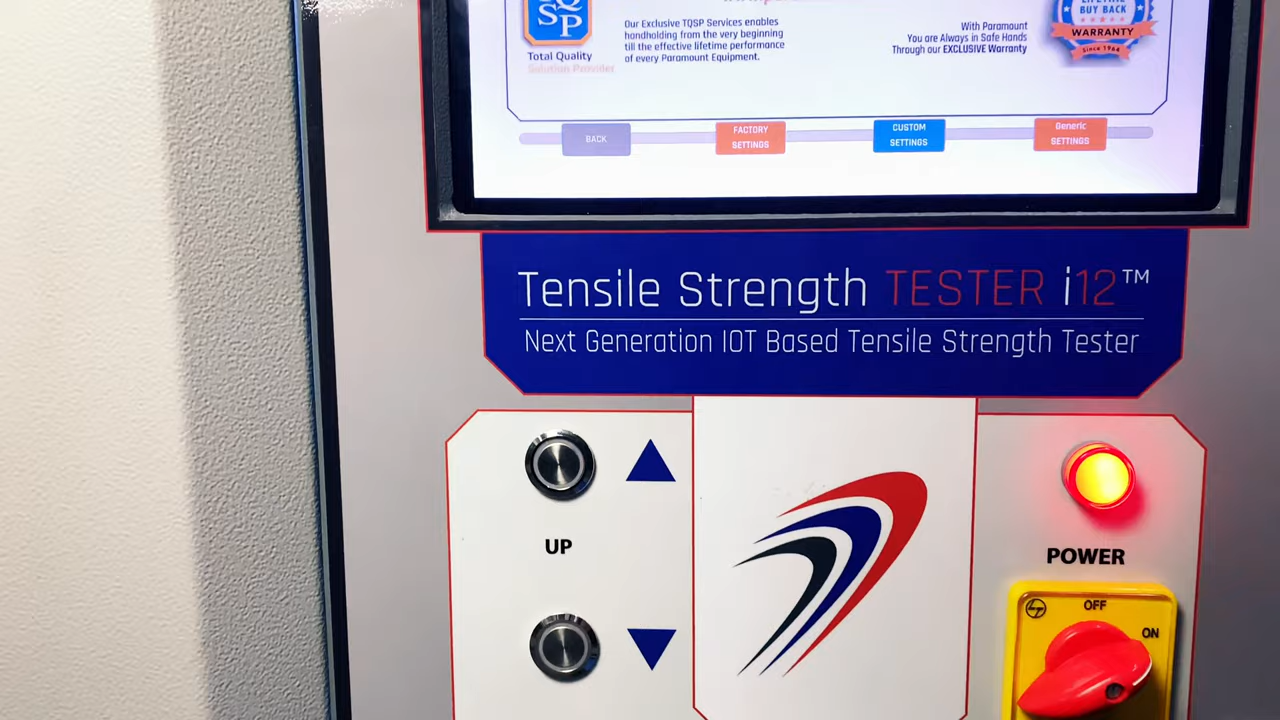 QSP
Total Quality
Solution Provider
Our Exclusive TQSP Services enables
handholding from the very beginning
till the effective lifetime performance
of every Paramount Equipment.
With Paramount
You are Always in Safe Hands
Through our EXCLUSIVE Warranty
LIFETIME
BUY BACK
WARRANTY
Since 1964
BACK
FACTORY
SETTINGS
CUSTOM
SETTINGS
Generic
SETTINGS
Tensile Strength TESTER i12™
Next Generation IOT Based Tensile Strength Tester
UP
POWER
OFF
ON